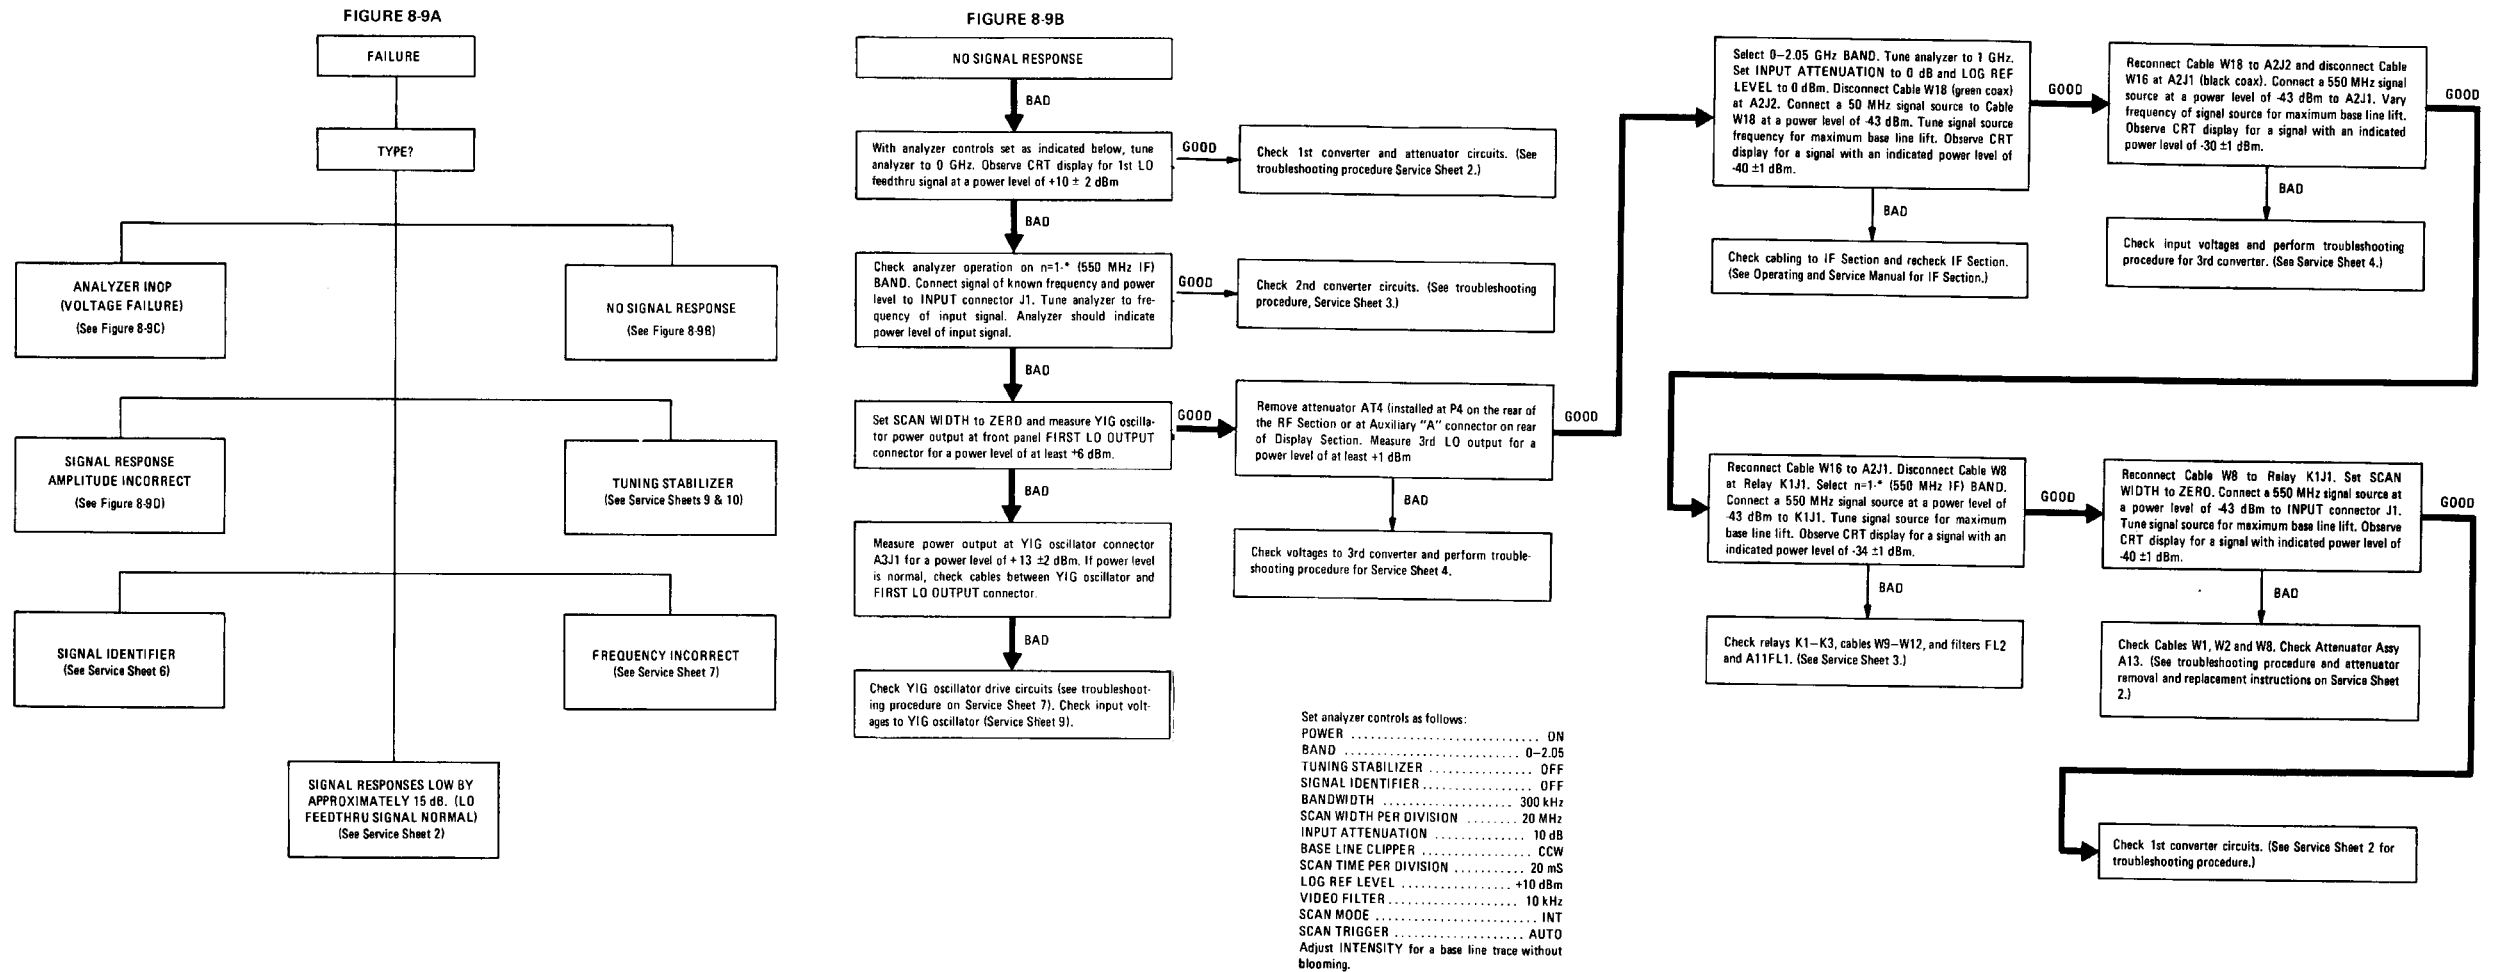 FIGURE 8-9A
FAILURE
TYPE?
ANALYZER INOP
(VOLTAGE FAILURE)
(See Figure 8-9C)
NO SIGNAL RESPONSE
(See Figure 8-9B)
SIGNAL RESPONSE
AMPLITUDE INCORRECT
(See Figure 8-9D)
TUNING STABILIZER
(See Service Sheets 9 & 10)
SIGNAL IDENTIFIER
(See Service Sheet 6)
FREQUENCY INCORRECT
(See Service Sheet 7)
SIGNAL RESPONSES LOW BY
APPROXIMATELY 15 dB. (LO
FEEDTHRU SIGNAL NORMAL)
(See Service Sheet 2)
FIGURE 8-9B
NO SIGNAL RESPONSE
BAD
With analyzer controls set as indicated below, tune
analyzer to 0 GHz. Observe CRT display for 1st LO
feedthru signal at a power level of +10 ± 2 dBm
GOOD
Check 1st converter and attenuator circuits. (See
troubleshooting procedure Service Sheet 2.)
BAD
Check analyzer operation on n=1-* (550 MHz IF)
BAND. Connect signal of known frequency and power
level to INPUT connector J1. Tune analyzer to fre-
quency of input signal. Analyzer should indicate
power level of input signal.
GOOD
Check 2nd converter circuits. (See troubleshooting
procedure, Service Sheet 3.)
BAD
Set SCAN WIDTH to ZERO and measure YIG oscilla-
tor power output at front panel FIRST LO OUTPUT
connector for a power level of at least +6 dBm.
GOOD
Remove attenuator AT4 (installed at P4 on the rear of
the RF Section or at Auxiliary "A" connector on rear
of Display Section. Measure 3rd LO output for a
power level of at least +1 dBm
GOOD
BAD
Check voltages to 3rd converter and perform trouble-
shooting procedure for Service Sheet 4.
BAD
Measure power output at YIG oscillator connector
A3J1 for a power level of +13 ±2 dBm. If power level
is normal, check cables between YIG oscillator and
FIRST LO OUTPUT connector.
BAD
Check YIG oscillator drive circuits (see troubleshoot-
ing procedure on Service Sheet 7). Check input volt-
ages to YIG oscillator (Service Sheet 9).
Set analyzer controls as follows:
POWER ............................ ON
BAND .......................... 0–2.05
TUNING STABILIZER ................ OFF
SIGNAL IDENTIFIER ................. OFF
BANDWIDTH .................... 300 kHz
SCAN WIDTH PER DIVISION ........ 20 MHz
INPUT ATTENUATION .............. 10 dB
BASE LINE CLIPPER ................. CCW
SCAN TIME PER DIVISION ........... 20 mS
LOG REF LEVEL ................. +10 dBm
VIDEO FILTER .................... 10 kHz
SCAN MODE ......................... INT
SCAN TRIGGER .................... AUTO
Adjust INTENSITY for a base line trace without
blooming.
Select 0–2.05 GHz BAND. Tune analyzer to 1 GHz.
Set INPUT ATTENUATION to 0 dB and LOG REF
LEVEL to 0 dBm. Disconnect Cable W18 (green coax)
at A2J2. Connect a 50 MHz signal source to Cable
W18 at a power level of -43 dBm. Tune signal source
frequency for maximum base line lift. Observe CRT
display for a signal with an indicated power level of
-40 ±1 dBm.
GOOD
BAD
Check cabling to IF Section and recheck IF Section.
(See Operating and Service Manual for IF Section.)
Reconnect Cable W18 to A2J2 and disconnect Cable
W16 at A2J1 (black coax). Connect a 550 MHz signal
source at a power level of -43 dBm to A2J1. Vary
frequency of signal source for maximum base line lift.
Observe CRT display for a signal with an indicated
power level of -30 ±1 dBm.
GOOD
BAD
Check input voltages and perform troubleshooting
procedure for 3rd converter. (See Service Sheet 4.)
Reconnect Cable W16 to A2J1. Disconnect Cable W8
at Relay K1J1. Select n=1-* (550 MHz IF) BAND.
Connect a 550 MHz signal source at a power level of
-43 dBm to K1J1. Tune signal source for maximum
base line lift. Observe CRT display for a signal with an
indicated power level of -34 ±1 dBm.
GOOD
BAD
Check relays K1–K3, cables W9–W12, and filters FL2
and A11FL1. (See Service Sheet 3.)
Reconnect Cable W8 to Relay K1J1. Set SCAN
WIDTH to ZERO. Connect a 550 MHz signal source at
a power level of -43 dBm to INPUT connector J1.
Tune signal source for maximum base line lift. Observe
CRT display for a signal with indicated power level of
-40 ±1 dBm.
GOOD
BAD
Check Cables W1, W2 and W8. Check Attenuator Assy
A13. (See troubleshooting procedure and attenuator
removal and replacement instructions on Service Sheet
2.)
Check 1st converter circuits. (See Service Sheet 2 for
troubleshooting procedure.)